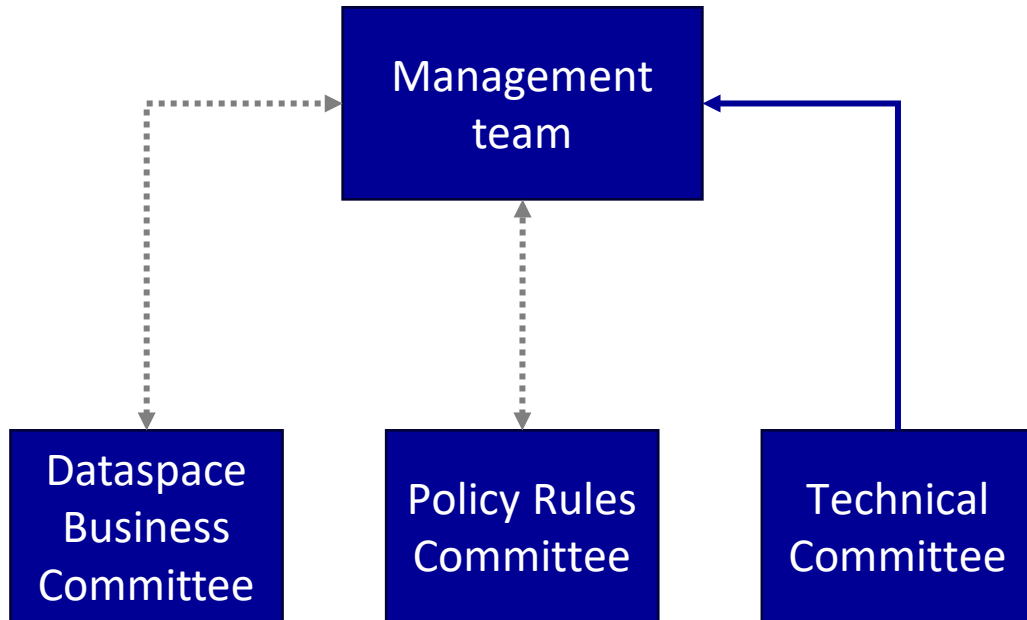 Management
team
Dataspace
Business
Committee
Policy Rules
Committee
Technical
Committee